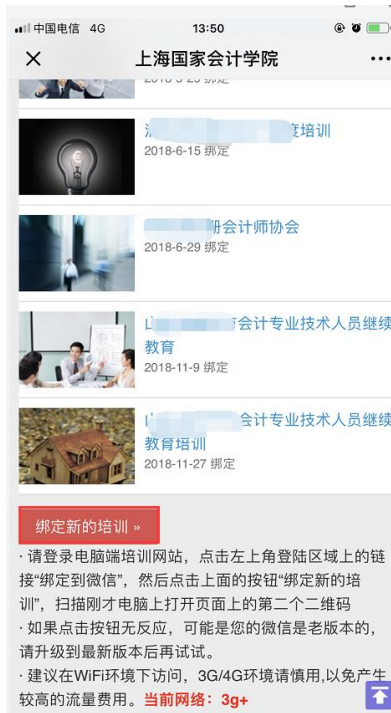 中国电信 4G 13:50
上海国家会计学院
度培训
2018-6-15 绑定
册会计师协会
2018-6-29 绑定
会计专业技术人员继续
教育
2018-11-9 绑定
会计专业技术人员继续
教育培训
2018-11-27 绑定
绑定新的培训 »
· 请登录电脑端培训网站，点击左上角登陆区域上的链
接“绑定到微信”，然后点击上面的按钮“绑定新的培
训”，扫描刚才电脑上打开页面上的第二个二维码
· 如果点击按钮无反应，可能是您的微信是老版本的，
请升级到最新版本后再试试。
· 建议在WiFi环境下访问，3G/4G环境请慎用,以免产生
较高的流量费用。当前网络：3g+